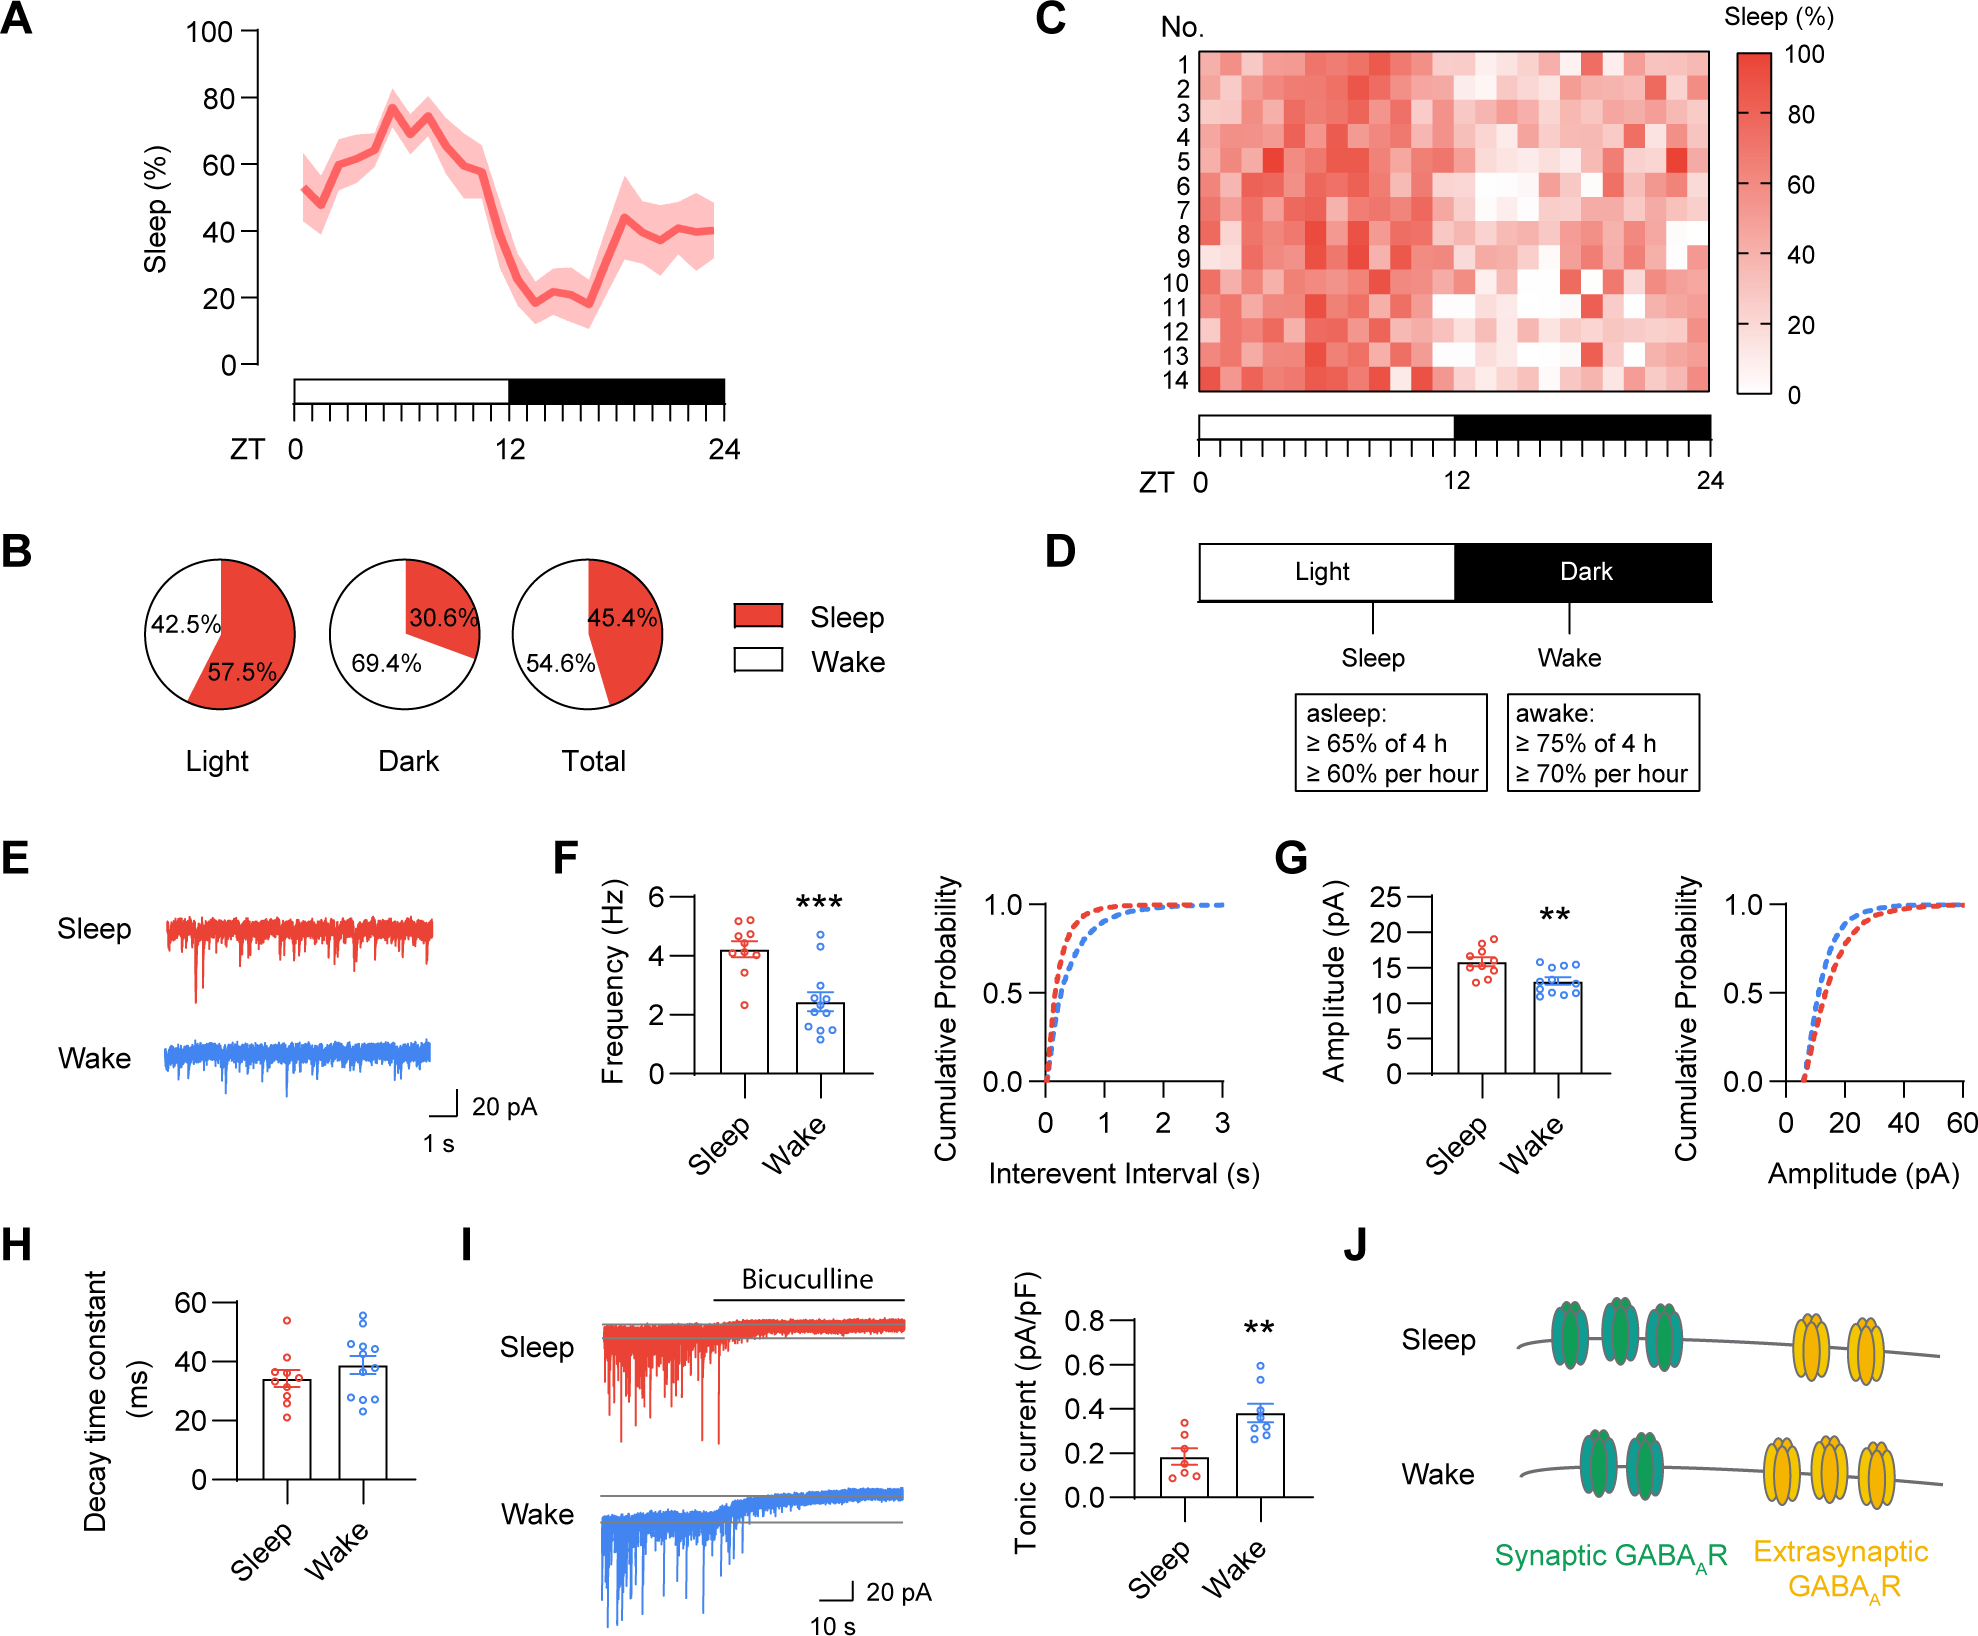 A
100
80
60
40
20
0
Sleep (%)
ZT 0 12 24
C
No.
1
2
3
4
5
6
7
8
9
10
11
12
13
14
ZT 0 12 24
Sleep (%)
100
80
60
40
20
0
B
42.5%
57.5%
Light
30.6%
69.4%
Dark
45.4%
54.6%
Total
Sleep
Wake
D
Light Dark
Sleep Wake
asleep:
≥ 65% of 4 h
≥ 60% per hour
awake:
≥ 75% of 4 h
≥ 70% per hour
E
Sleep
Wake
20 pA
1 s
F
Frequency (Hz)
6
4
2
0
***
Sleep Wake
Cumulative Probability
1.0
0.5
0.0
0 1 2 3
Interevent Interval (s)
G
Amplitude (pA)
25
20
15
10
5
0
**
Sleep Wake
Cumulative Probability
1.0
0.5
0.0
0 20 40 60
Amplitude (pA)
H
Decay time constant
(ms)
60
40
20
0
Sleep Wake
I
Bicuculline
Sleep
Wake
20 pA
10 s
Tonic current (pA/pF)
0.8
0.6
0.4
0.2
0.0
**
Sleep Wake
J
Sleep
Wake
Synaptic GABAAR
Extrasynaptic
GABAAR